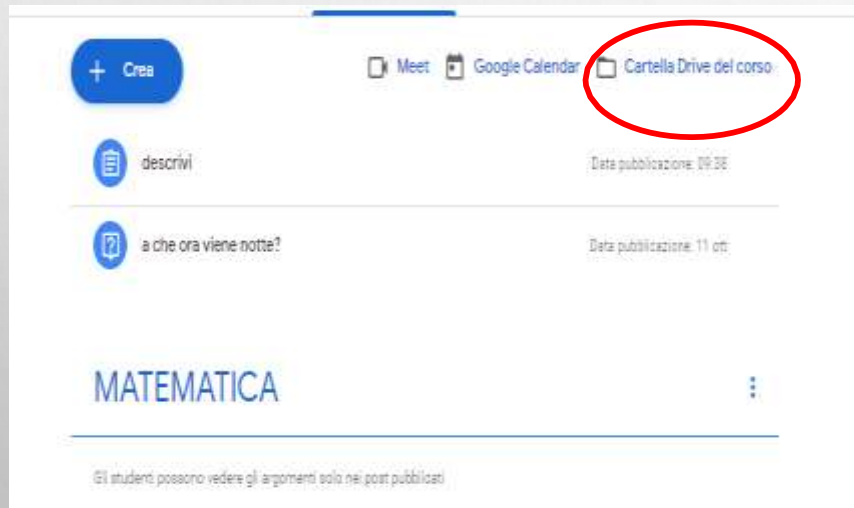 + Crea
Meet Google Calendar Cartella Drive del corso
descrivi Data pubblicazione: 09:38
a che ora viene notte? Data pubblicazione: 11 ott
MATEMATICA
Gli studenti possono vedere gli argomenti solo nei post pubblicati